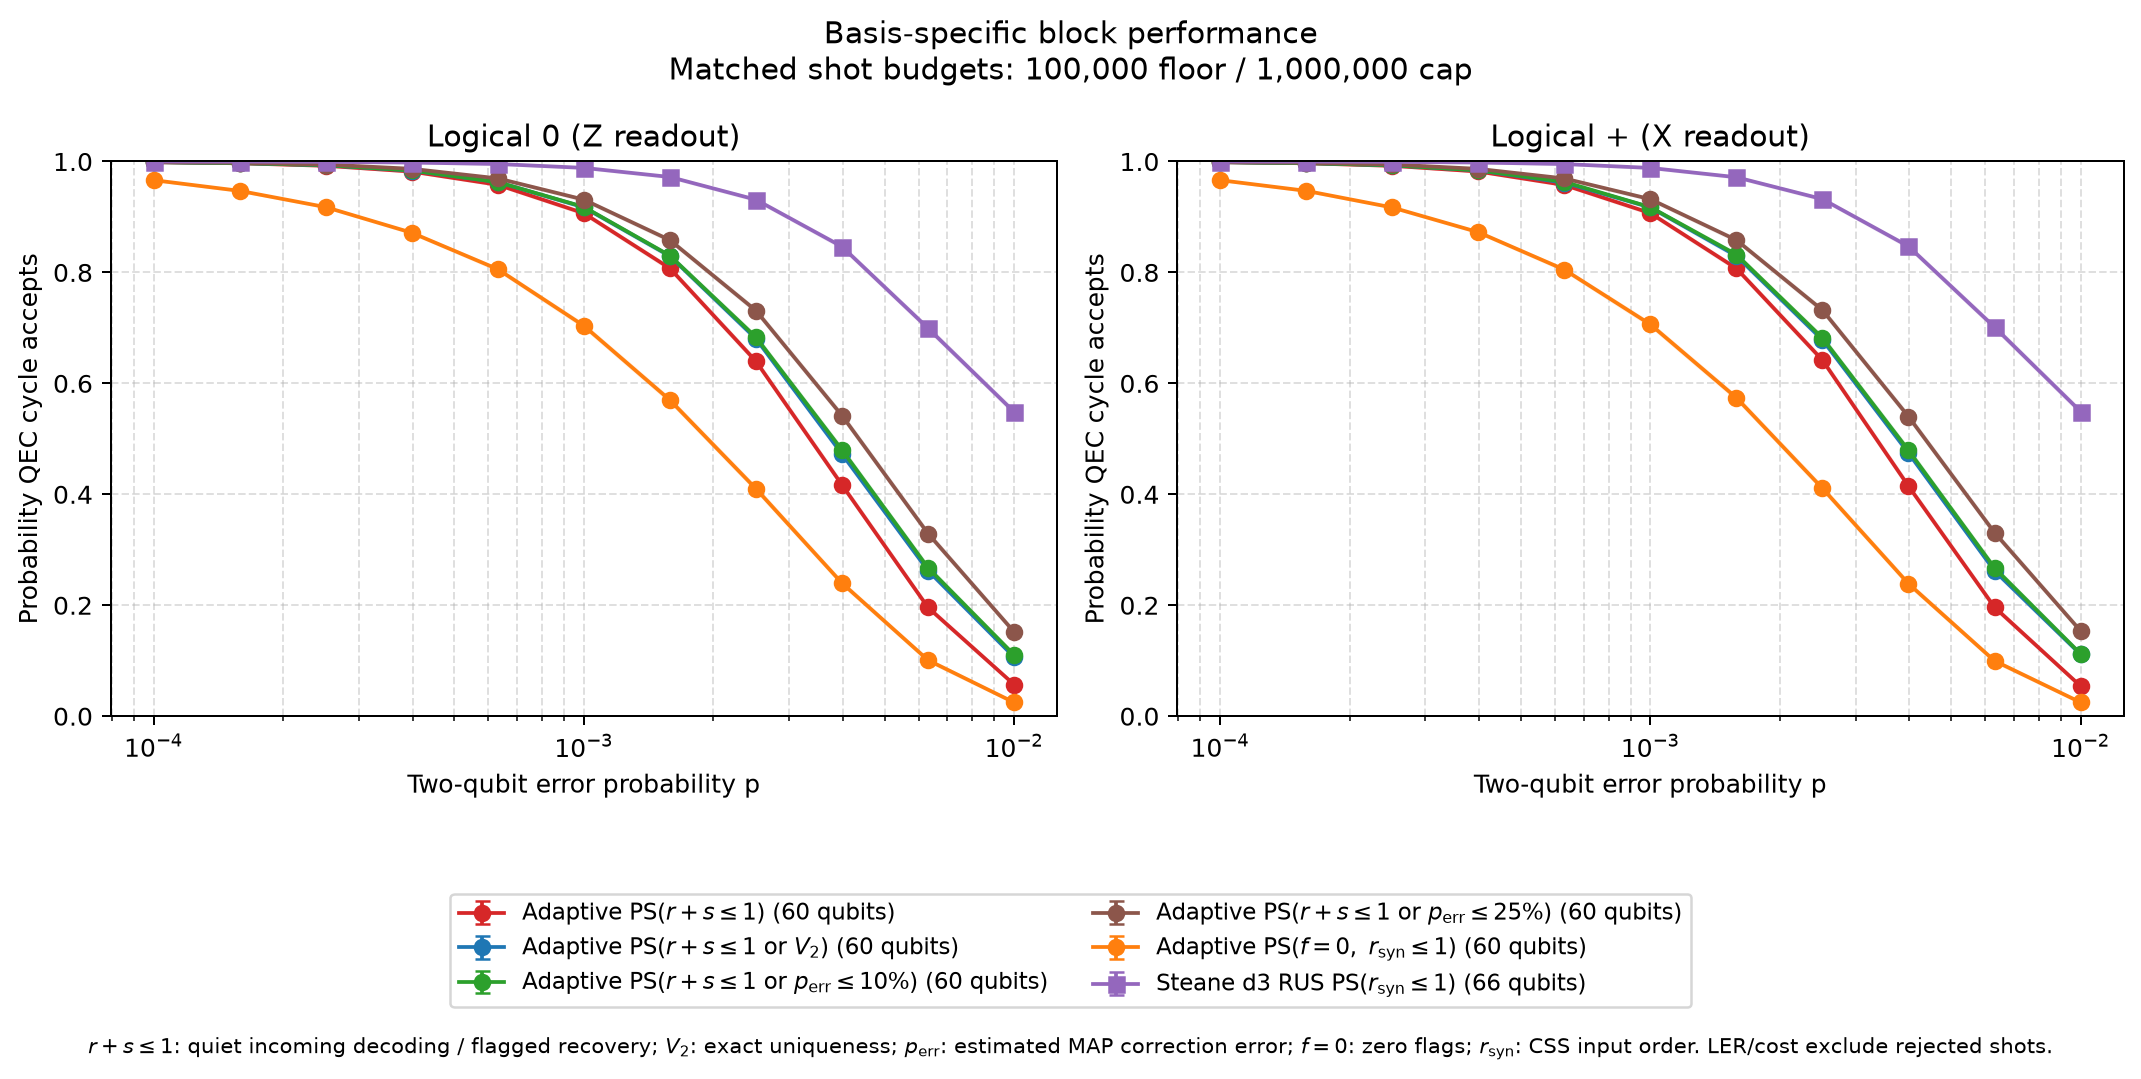 Basis-specific block performance
Matched shot budgets: 100,000 floor / 1,000,000 cap
Logical 0 (Z readout)
Probability QEC cycle accepts
1.0
0.8
0.6
0.4
0.2
0.0
10⁻⁴
10⁻³
10⁻²
Two-qubit error probability p
Logical + (X readout)
Probability QEC cycle accepts
1.0
0.8
0.6
0.4
0.2
0.0
10⁻⁴
10⁻³
10⁻²
Two-qubit error probability p
Adaptive PS(r + s ≤ 1) (60 qubits)
Adaptive PS(r + s ≤ 1 or V₂) (60 qubits)
Adaptive PS(r + s ≤ 1 or p_err ≤ 10%) (60 qubits)
Adaptive PS(r + s ≤ 1 or p_err ≤ 25%) (60 qubits)
Adaptive PS(f = 0, r_syn ≤ 1) (60 qubits)
Steane d3 RUS PS(r_syn ≤ 1) (66 qubits)
r + s ≤ 1: quiet incoming decoding / flagged recovery; V₂: exact uniqueness; p_err: estimated MAP correction error; f = 0: zero flags; r_syn: CSS input order. LER/cost exclude rejected shots.